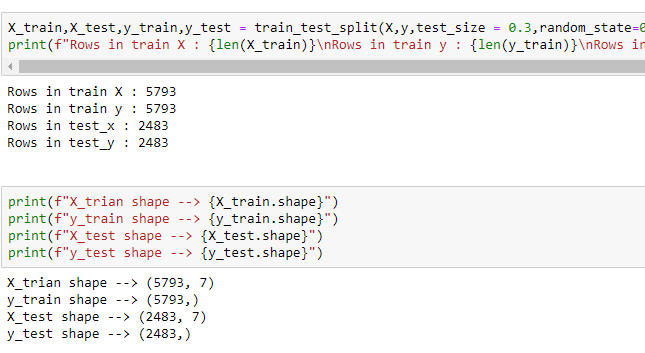 X_train,X_test,y_train,y_test = train_test_split(X,y,test_size = 0.3,random_state=0
print(f"Rows in train X : {len(X_train)}\nRows in train y : {len(y_train)}\nRows in
Rows in train X : 5793
Rows in train y : 5793
Rows in test_x : 2483
Rows in test_y : 2483
print(f"X_trian shape --> {X_train.shape}")
print(f"y_train shape --> {y_train.shape}")
print(f"X_test shape --> {X_test.shape}")
print(f"y_test shape --> {y_test.shape}")
X_trian shape --> (5793, 7)
y_train shape --> (5793,)
X_test shape --> (2483, 7)
y_test shape --> (2483,)